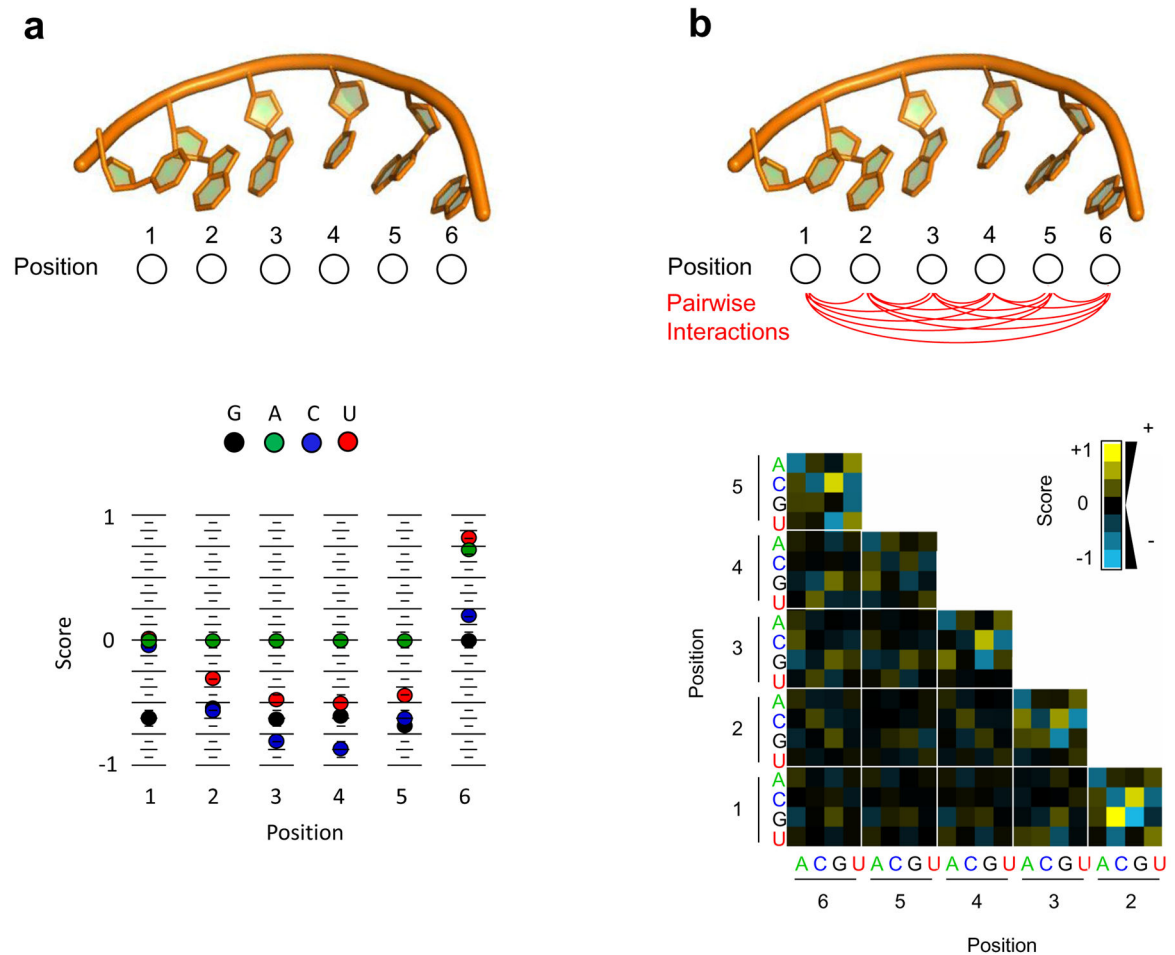 a
1 2 3 4 5 6
Position
G A C U
1
0
-1
Score
1 2 3 4 5 6
Position
b
1 2 3 4 5 6
Position
Pairwise
Interactions
+
+1
0
-1
-
Score
5
A
C
G
U
4
A
C
G
U
3
A
C
G
U
2
A
C
G
U
1
A
C
G
U
Position
A C G U A C G U A C G U A C G U A C G U
6 5 4 3 2
Position